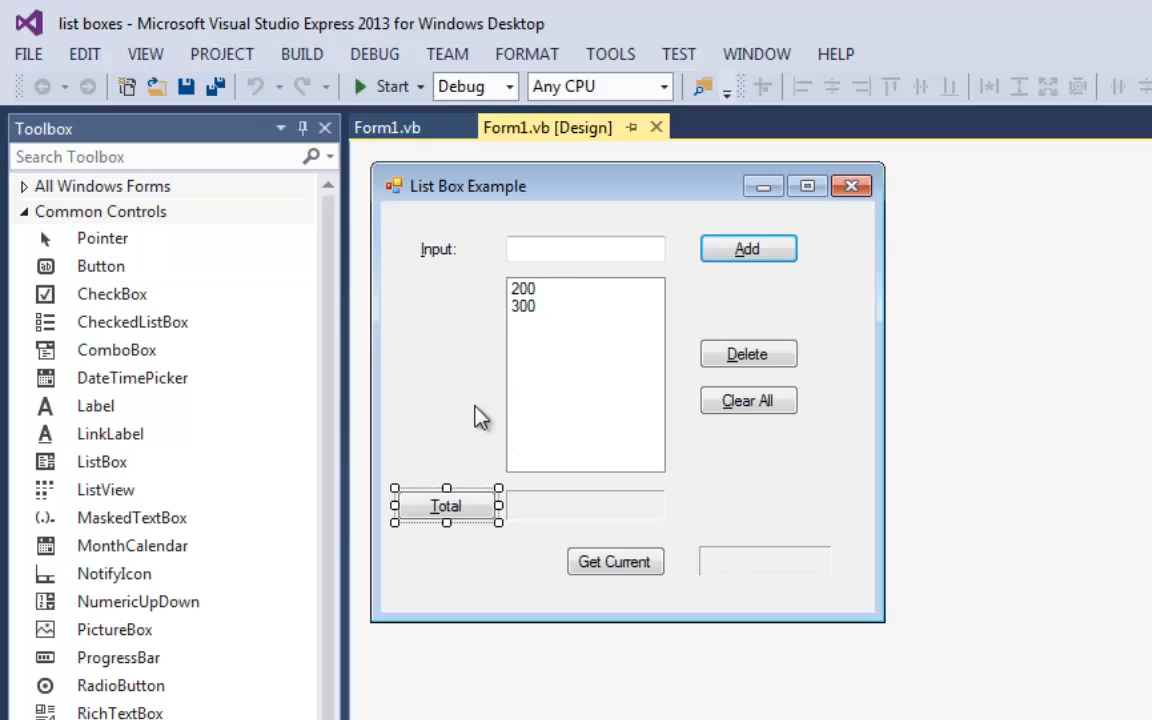 list boxes - Microsoft Visual Studio Express 2013 for Windows Desktop
FILE EDIT VIEW PROJECT BUILD DEBUG TEAM FORMAT TOOLS TEST WINDOW HELP
Start Debug Any CPU
Toolbox
Search Toolbox
All Windows Forms
Common Controls
Pointer
Button
CheckBox
CheckedListBox
ComboBox
DateTimePicker
Label
LinkLabel
ListBox
ListView
MaskedTextBox
MonthCalendar
NotifyIcon
NumericUpDown
PictureBox
ProgressBar
RadioButton
RichTextBox
Form1.vb Form1.vb [Design]
List Box Example
Input: Add
200
300
Delete
Clear All
Total
Get Current